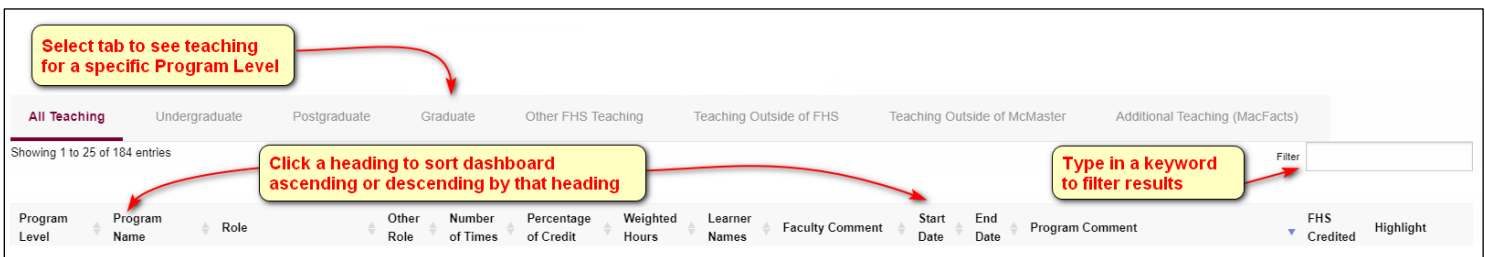 Select tab to see teaching
for a specific Program Level
All Teaching Undergraduate Postgraduate Graduate Other FHS Teaching Teaching Outside of FHS Teaching Outside of McMaster Additional Teaching (MacFacts)
Showing 1 to 25 of 184 entries
Click a heading to sort dashboard
ascending or descending by that heading
Type in a keyword
to filter results
Filter
Program Level
Program Name
Role
Other Role
Number of Times
Percentage of Credit
Weighted Hours
Learner Names
Faculty Comment
Start Date
End Date
Program Comment
FHS Credited
Highlight